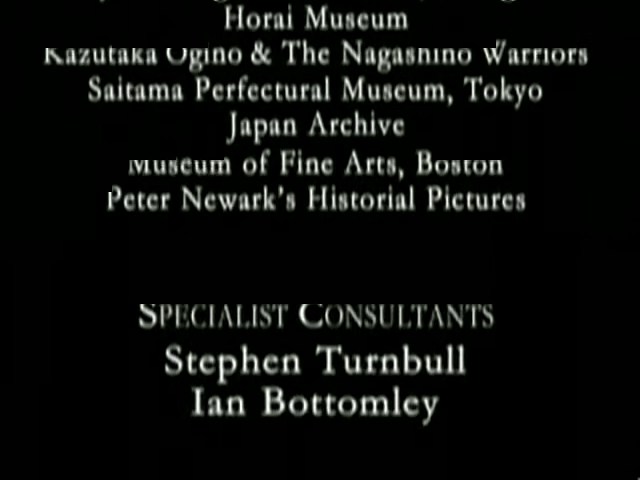 Horai Museum
Kazutaka Ogino & The Nagashino Warriors
Saitama Perfectural Museum, Tokyo
Japan Archive
Museum of Fine Arts, Boston
Peter Newark's Historial Pictures
SPECIALIST CONSULTANTS
Stephen Turnbull
Ian Bottomley